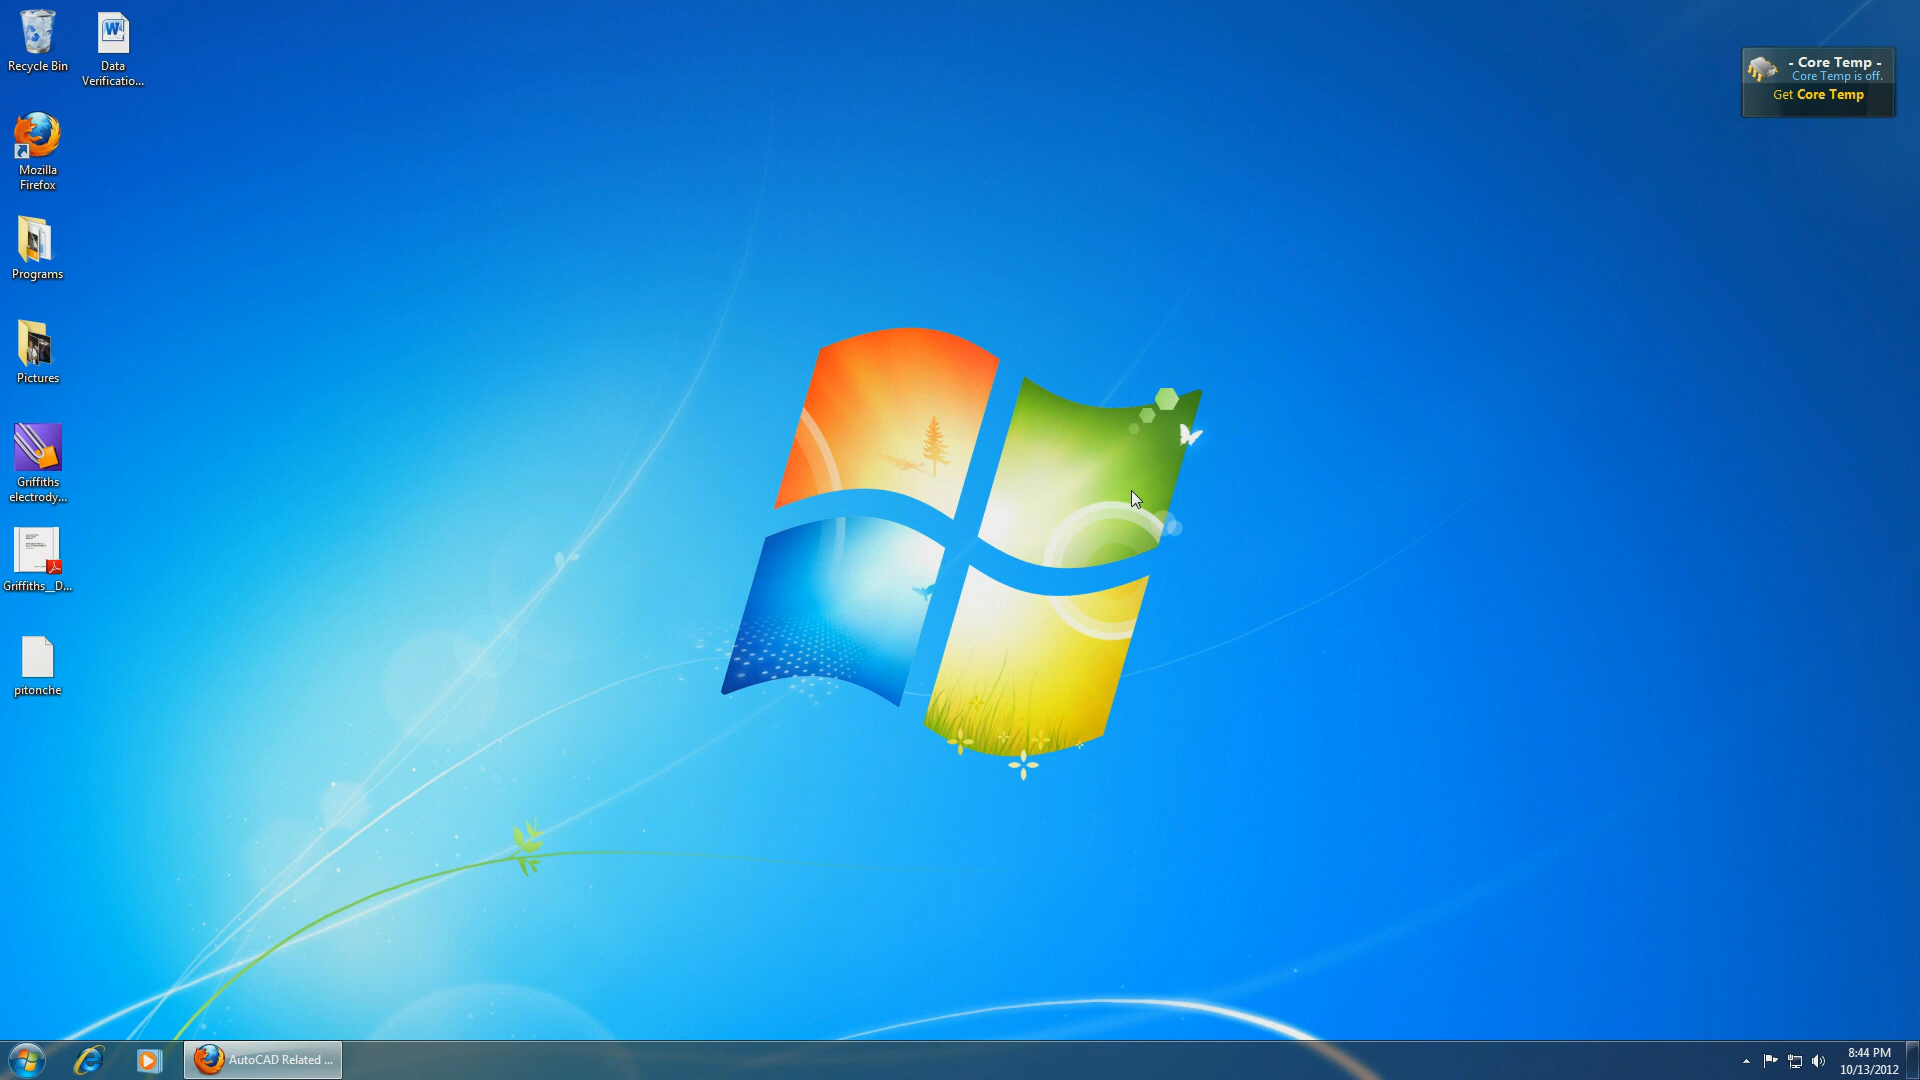 Recycle Bin
Data
Verificatio...
Mozilla
Firefox
Programs
Pictures
Griffiths
electrody...
Griffiths__D...
pitonche
- Core Temp -
Core Temp is off.
Get Core Temp
AutoCAD Related ...
8:44 PM
10/13/2012